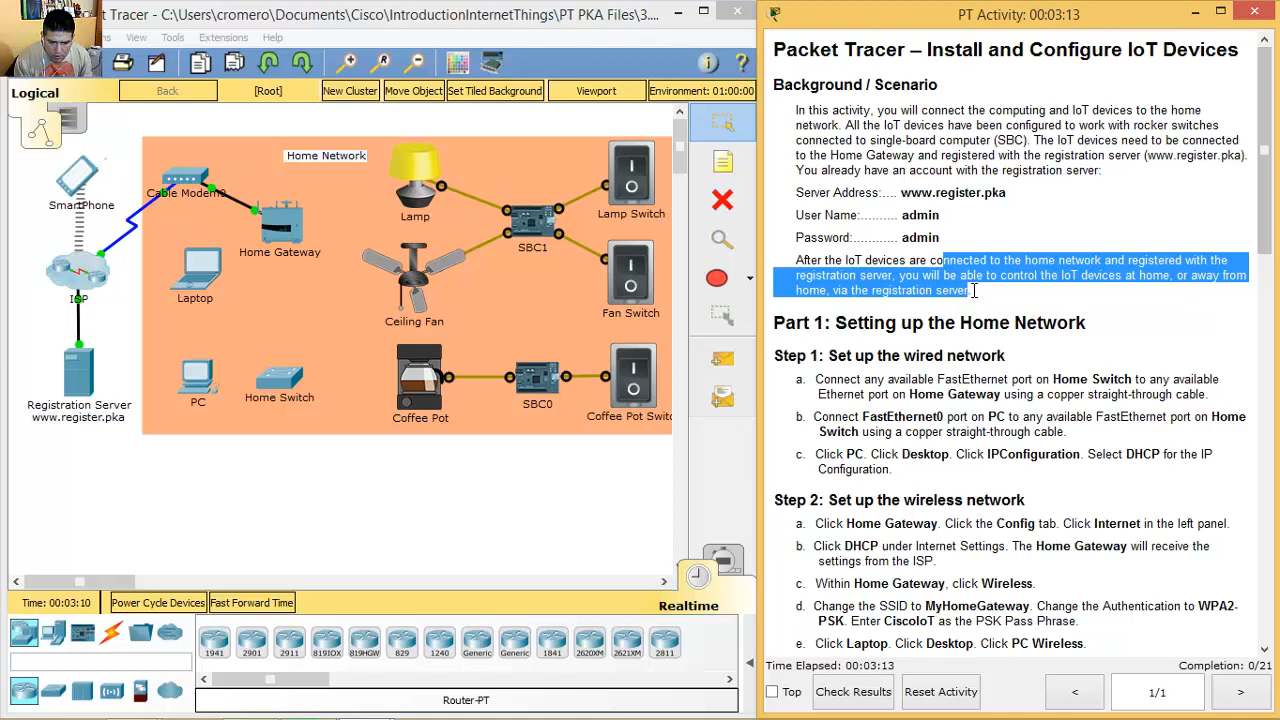 t Tracer - C:\Users\cromero\Documents\Cisco\IntroductionInternetThings\PT PKA Files\3....
View Tools Extensions Help
Logical
Back
[Root]
New Cluster
Move Object
Set Tiled Background
Viewport
Environment: 01:00:00
Home Network
SmartPhone
Cable Modem0
Home Gateway
Lamp
SBC1
Lamp Switch
ISP
Laptop
Ceiling Fan
Fan Switch
PC
Home Switch
Coffee Pot
SBC0
Coffee Pot Switc
Registration Server
www.register.pka
Realtime
Time: 03:03:10
Power Cycle Devices
Fast Forward Time
1941 2901 2911 819IOX 819HGW 829 1240 Generic Generic 1841 2620XM 2621XM 2811
Router-PT
PT Activity: 00:03:13
Packet Tracer – Install and Configure IoT Devices
Background / Scenario
In this activity, you will connect the computing and IoT devices to the home
network. All the IoT devices have been configured to work with rocker switches
connected to single-board computer (SBC). The IoT devices need to be connected
to the Home Gateway and registered with the registration server (www.register.pka).
You already have an account with the registration server:
Server Address:.... www.register.pka
User Name:.......... admin
Password:............ admin
After the IoT devices are connected to the home network and registered with the
registration server, you will be able to control the IoT devices at home, or away from
home, via the registration server.
Part 1: Setting up the Home Network
Step 1: Set up the wired network
a. Connect any available FastEthernet port on Home Switch to any available
Ethernet port on Home Gateway using a copper straight-through cable.
b. Connect FastEthernet0 port on PC to any available FastEthernet port on Home
Switch using a copper straight-through cable.
c. Click PC. Click Desktop. Click IPConfiguration. Select DHCP for the IP
Configuration.
Step 2: Set up the wireless network
a. Click Home Gateway. Click the Config tab. Click Internet in the left panel.
b. Click DHCP under Internet Settings. The Home Gateway will receive the
settings from the ISP.
c. Within Home Gateway, click Wireless.
d. Change the SSID to MyHomeGateway. Change the Authentication to WPA2-
PSK. Enter CiscoIoT as the PSK Pass Phrase.
e. Click Laptop. Click Desktop. Click PC Wireless.
Time Elapsed: 00:03:13
Completion: 0/21
Top
Check Results
Reset Activity
<
1/1
>